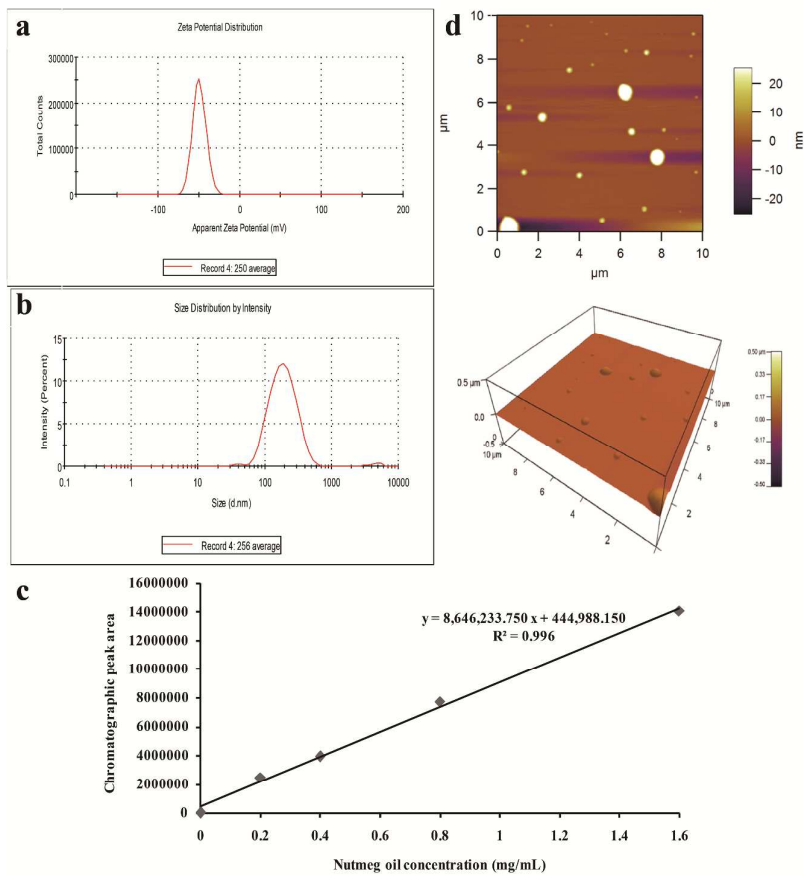 a
Zeta Potential Distribution
300000
200000
100000
0
Total Counts
-100 0 100 200
Apparent Zeta Potential (mV)
Record 4: 250 average
b
Size Distribution by Intensity
15
10
5
0
Intensity (Percent)
0.1 1 10 100 1000 10000
Size (d.nm)
Record 4: 256 average
d
10
8
6
4
2
0
µm
0 2 4 6 8 10
µm
20
10
0
-10
-20
nm
0.5 µm
0.0
-0.5
10 µm
8
6
4
2
0
10 µm
8
6
4
2
0.50 µm
0.33
0.17
0.00
-0.17
-0.50
c
16000000
14000000
12000000
10000000
8000000
6000000
4000000
2000000
0
Chromatographic peak area
y = 8,646,233.750 x + 444,988.150
R² = 0.996
0 0.2 0.4 0.6 0.8 1 1.2 1.4 1.6
Nutmeg oil concentration (mg/mL)